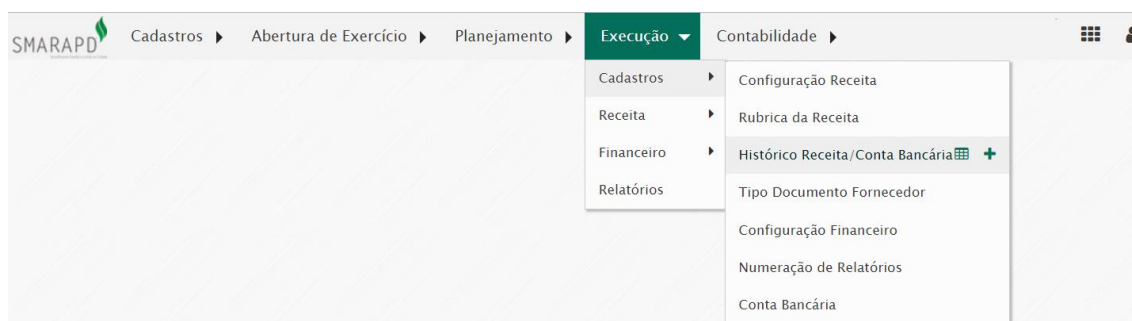 SMARAPD
Cadastros Abertura de Exercício Planejamento Execução Contabilidade
Cadastros
Receita
Financeiro
Relatórios
Configuração Receita
Rubrica da Receita
Histórico Receita/Conta Bancária
Tipo Documento Fornecedor
Configuração Financeiro
Numeração de Relatórios
Conta Bancária